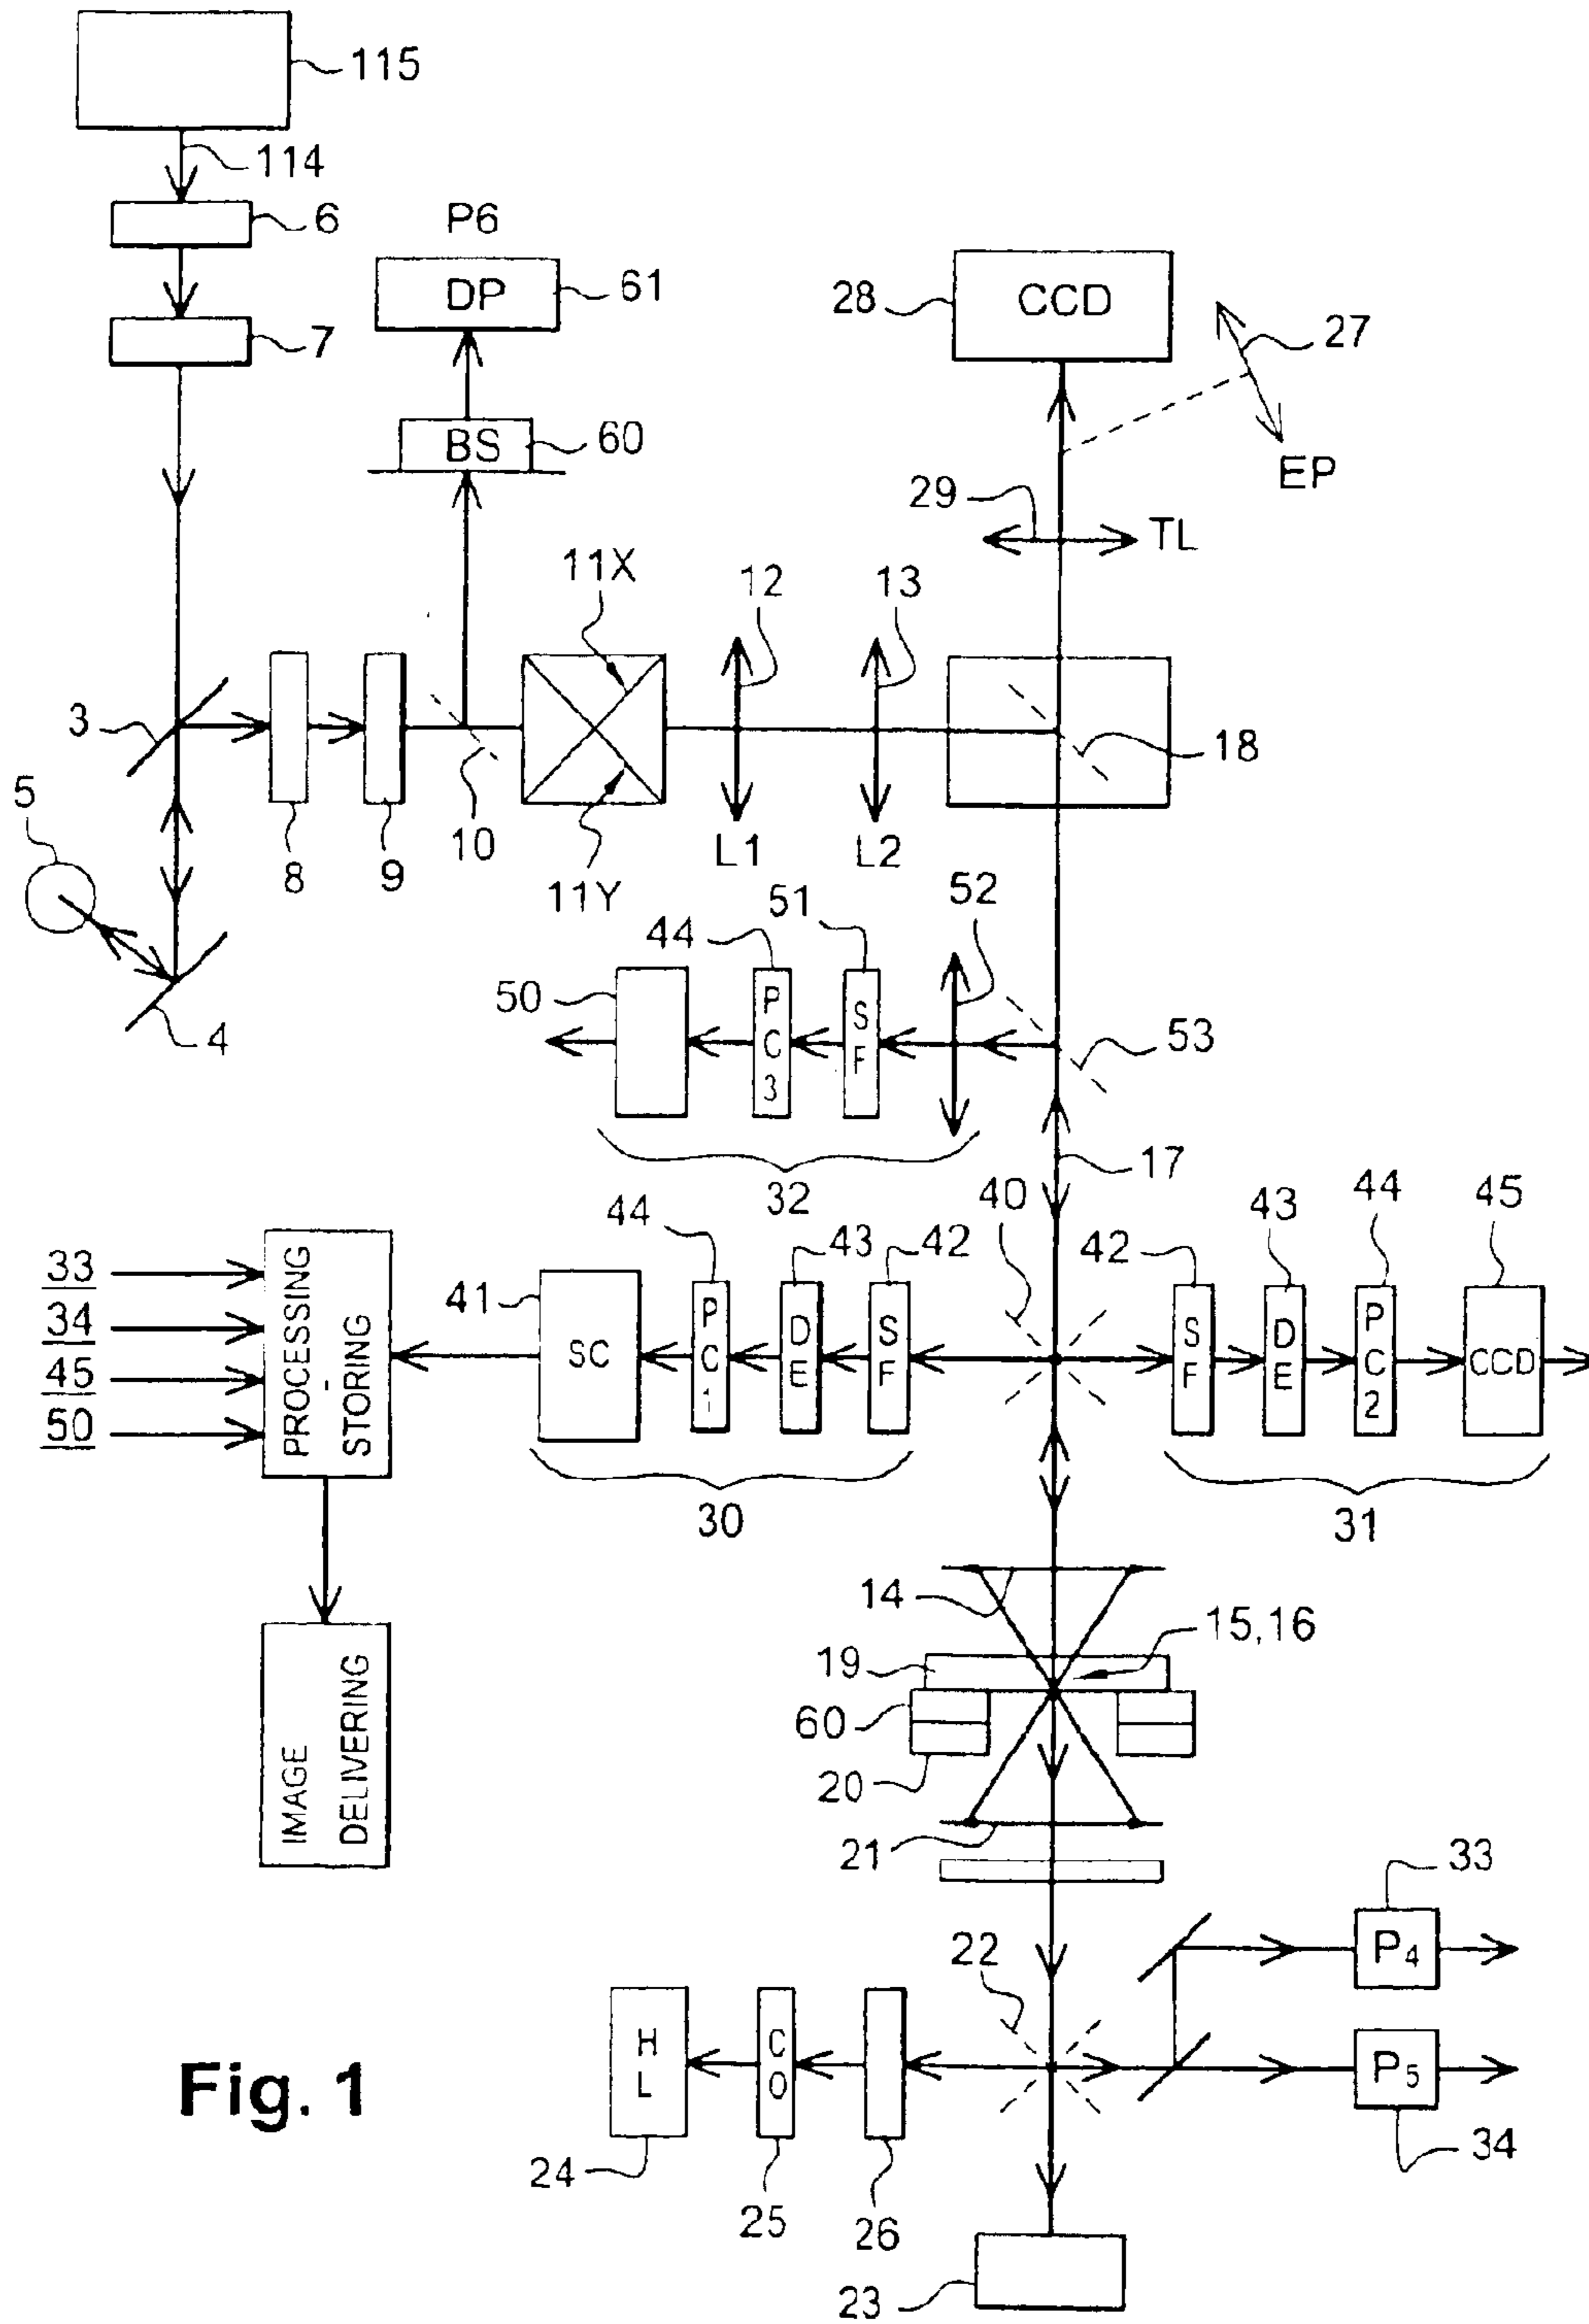 115
114
6
P6
7
DP
61
28
CCD
27
BS
60
EP
29
TL
11X
12
13
3
18
5
8
9
10
L1
L2
11Y
51
52
44
4
50
P
C
3
S
F
53
32
17
40
44
43
42
42
43
44
45
33
34
45
50
PROCESSING
-
STORING
41
SC
P
C
1
D
E
S
F
S
F
D
E
P
C
2
CCD
30
31
14
15,16
19
60
20
21
IMAGE
DELIVERING
33
P4
22
H
L
C
O
P5
34
24
25
26
23
Fig. 1